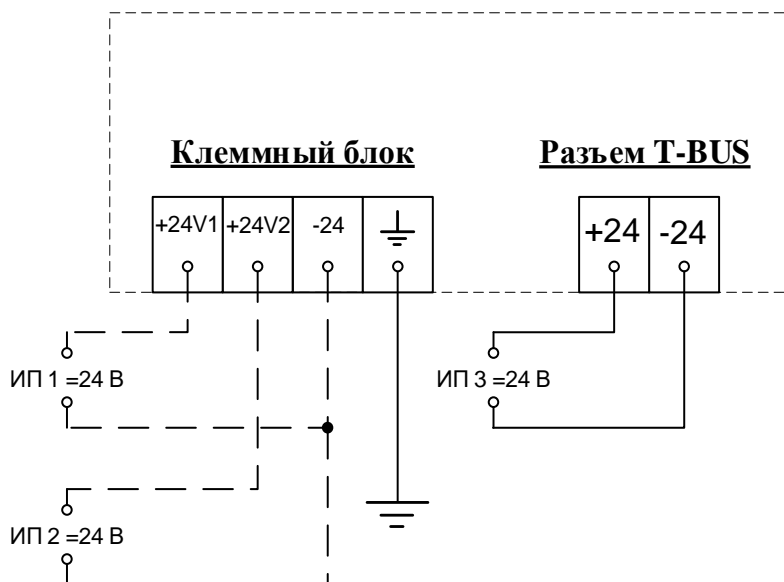 Клеммный блок
Разъем T-BUS
+24V1 +24V2 -24
+24 -24
ИП 1 =24 В
ИП 3 =24 В
ИП 2 =24 В